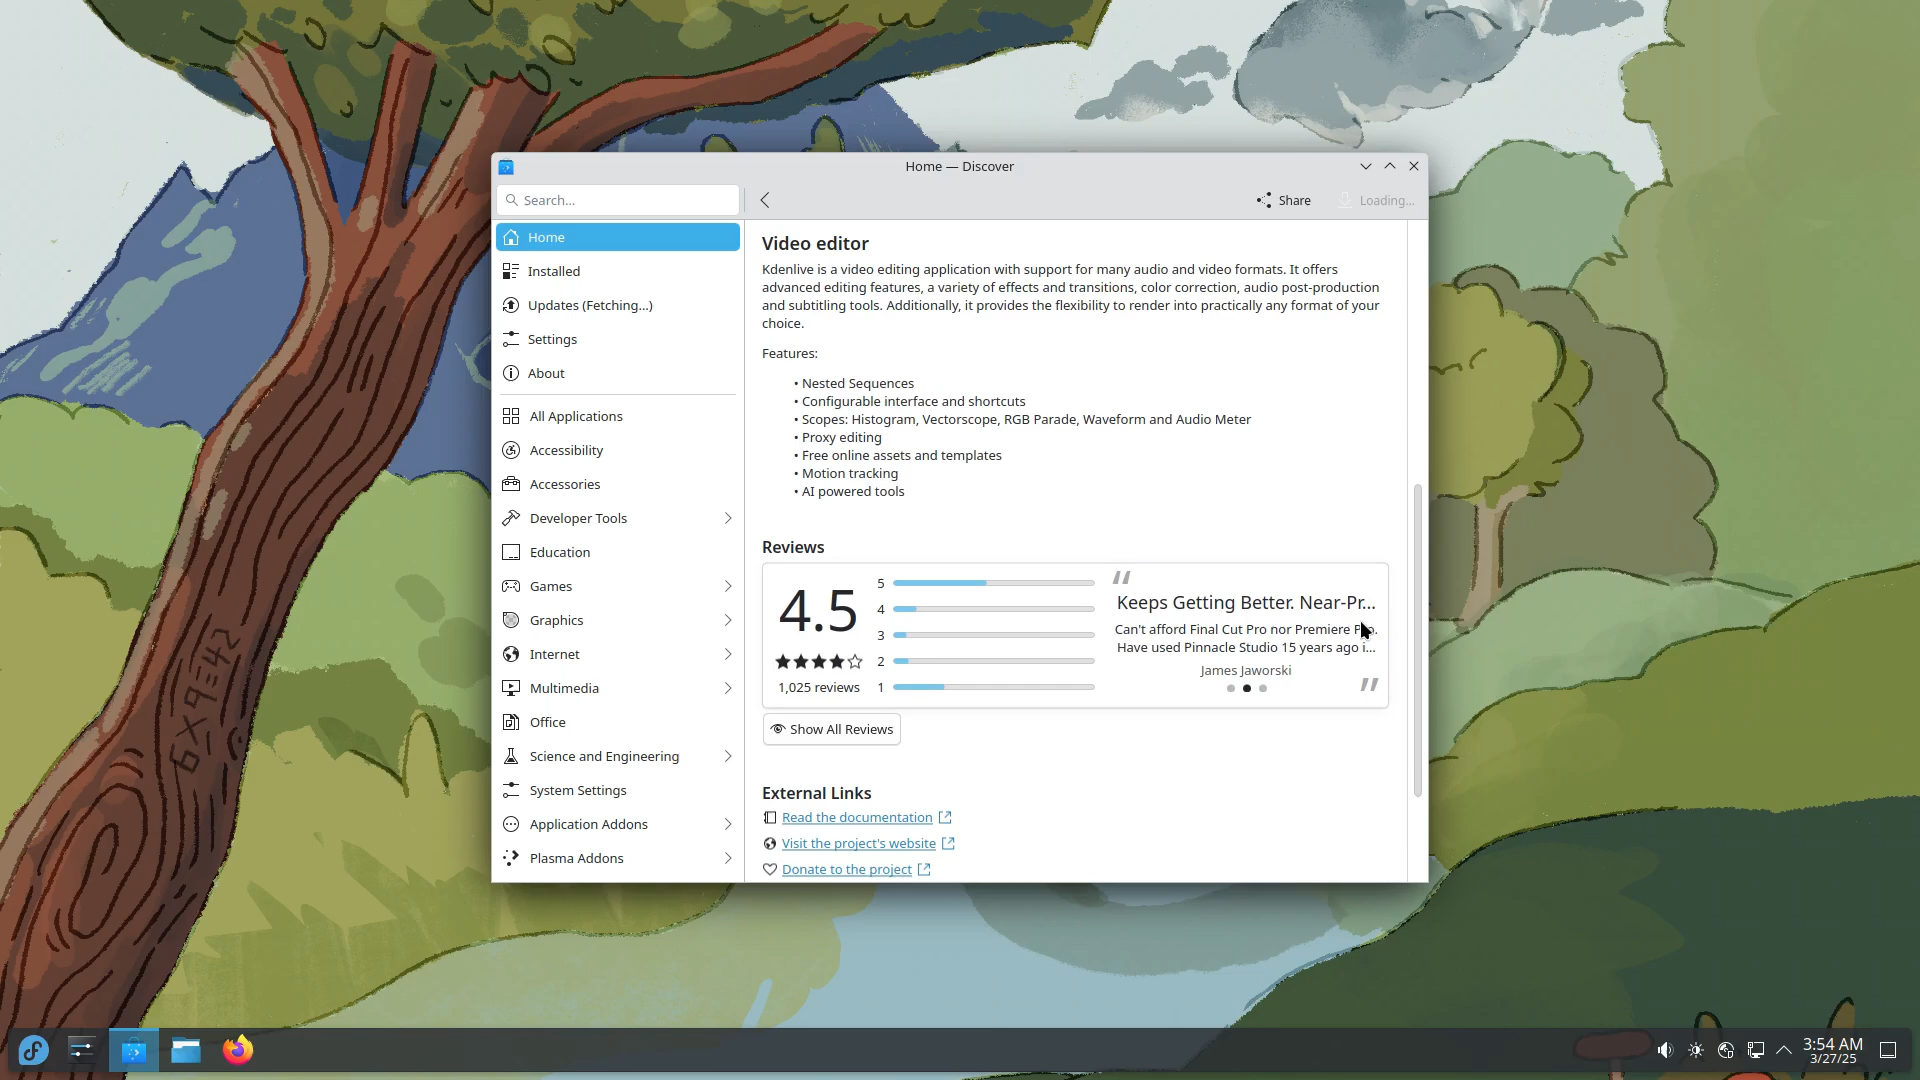 Home — Discover
Search...
Share
Loading...
Home
Installed
Updates (Fetching...)
Settings
About
All Applications
Accessibility
Accessories
Developer Tools
Education
Games
Graphics
Internet
Multimedia
Office
Science and Engineering
System Settings
Application Addons
Plasma Addons
Video editor
Kdenlive is a video editing application with support for many audio and video formats. It offers
advanced editing features, a variety of effects and transitions, color correction, audio post-production
and subtitling tools. Additionally, it provides the flexibility to render into practically any format of your
choice.
Features:
• Nested Sequences
• Configurable interface and shortcuts
• Scopes: Histogram, Vectorscope, RGB Parade, Waveform and Audio Meter
• Proxy editing
• Free online assets and templates
• Motion tracking
• AI powered tools
Reviews
4.5
1,025 reviews
5
4
3
2
1
“
Keeps Getting Better. Near-Pr...
Can't afford Final Cut Pro nor Premiere Pro.
Have used Pinnacle Studio 15 years ago i...
James Jaworski
”
Show All Reviews
External Links
Read the documentation
Visit the project's website
Donate to the project
6×9=42
3:54 AM
3/27/25